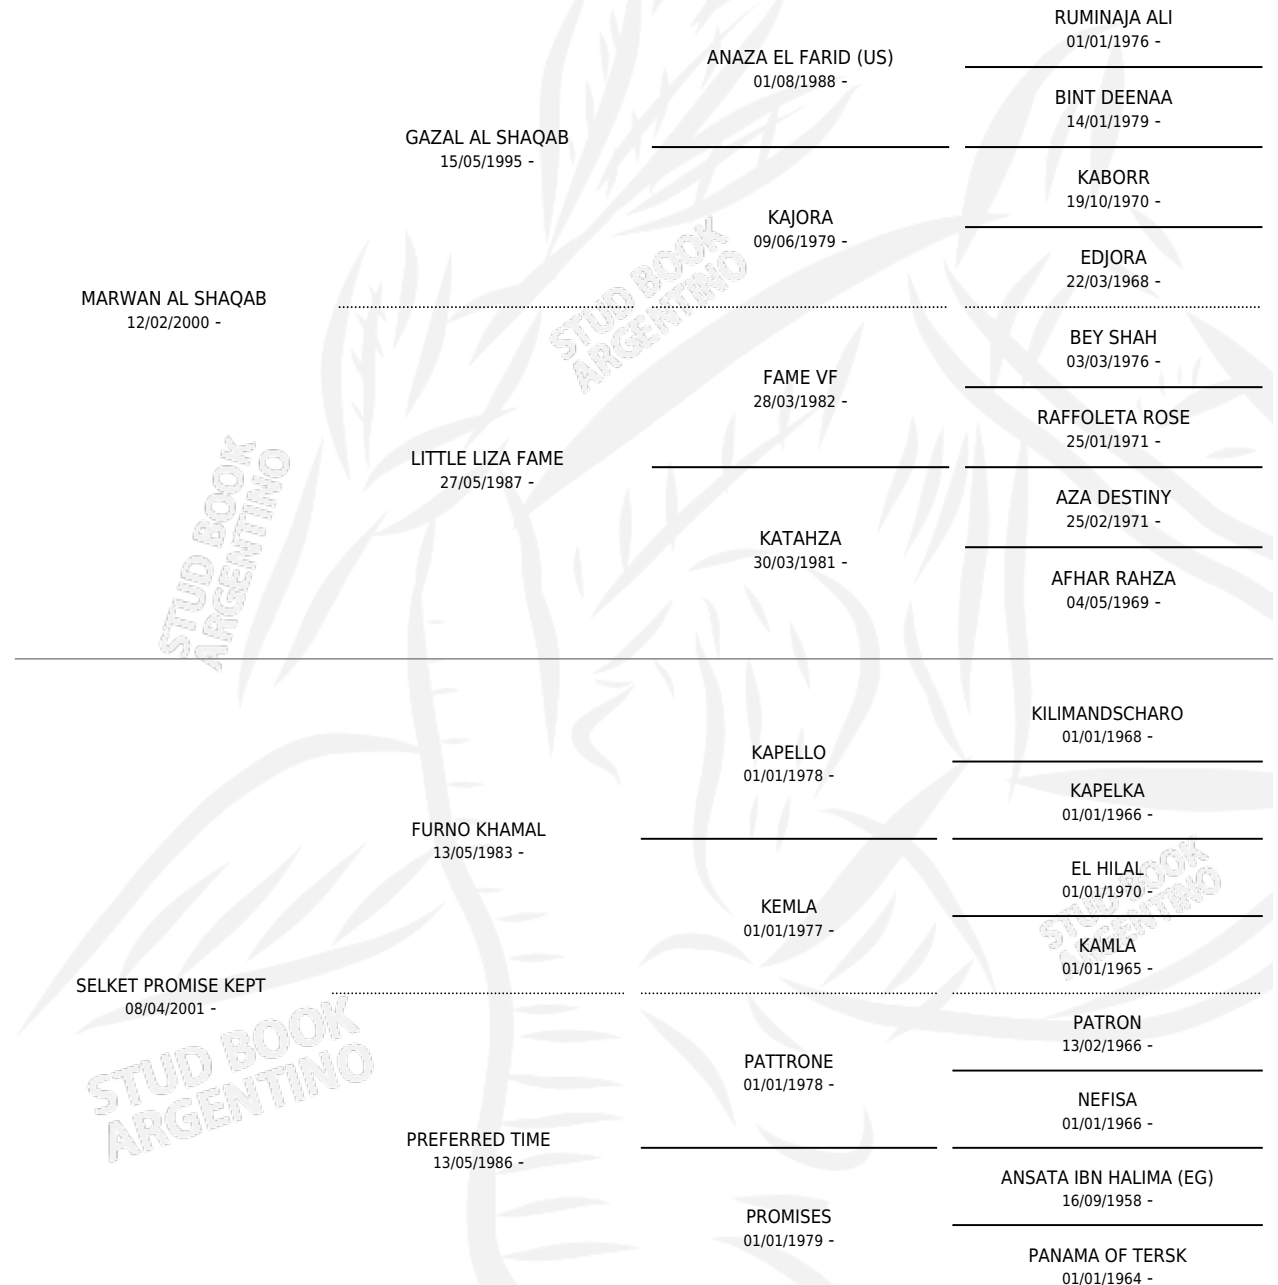 RUMINAJA ALI
01/01/1976 -
ANAZA EL FARID (US)
01/08/1988 -
BINT DEENAA
14/01/1979 -
GAZAL AL SHAQAB
15/05/1995 -
KABORR
19/10/1970 -
KAJORA
09/06/1979 -
EDJORA
22/03/1968 -
MARWAN AL SHAQAB
12/02/2000 -
STUD BOOK
ARGENTINO
BEY SHAH
03/03/1976 -
FAME VF
28/03/1982 -
RAFFOLETA ROSE
25/01/1971 -
LITTLE LIZA FAME
27/05/1987 -
AZA DESTINY
25/02/1971 -
KATAHZA
30/03/1981 -
AFHAR RAHZA
04/05/1969 -
STUD BOOK
ARGENTINO
KILIMANDSCHARO
01/01/1968 -
KAPELLO
01/01/1978 -
KAPELKA
01/01/1966 -
FURNO KHAMAL
13/05/1983 -
EL HILAL
01/01/1970 -
KEMLA
01/01/1977 -
STUD BOOK
ARGENTINO
KAMLA
01/01/1965 -
SELKET PROMISE KEPT
08/04/2001 -
STUD BOOK
ARGENTINO
PATRON
13/02/1966 -
PATTRONE
01/01/1978 -
NEFISA
01/01/1966 -
PREFERRED TIME
13/05/1986 -
ANSATA IBN HALIMA (EG)
16/09/1958 -
PROMISES
01/01/1979 -
PANAMA OF TERSK
01/01/1964 -